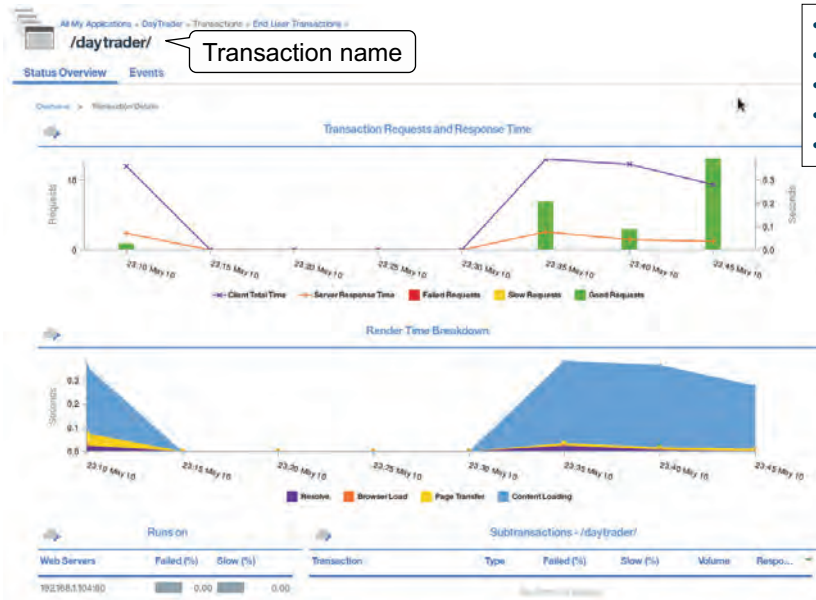 All My Applications > DayTrader > Transactions > End User Transactions >
/daytrader/
Transaction name
Status Overview Events
Overview > Transaction Details
Transaction Requests and Response Time
Requests
15
0
0.3
0.2
0.1
0.0
Seconds
23:10 May 10
23:15 May 10
23:20 May 10
23:25 May 10
23:30 May 10
23:35 May 10
23:40 May 10
23:45 May 10
Client Total Time Server Response Time Failed Requests Slow Requests Good Requests
Render Time Breakdown
Seconds
0.3
0.2
0.1
0.0
23:10 May 10
23:15 May 10
23:20 May 10
23:25 May 10
23:30 May 10
23:35 May 10
23:40 May 10
23:45 May 10
Resolve Browser Load Page Transfer Content Loading
Runs on
Subtransactions - /daytrader/
Web Servers Failed (%) Slow (%)
Transaction Type Failed (%) Slow (%) Volume Respo...
192.168.1.104:80 0.00 0.00